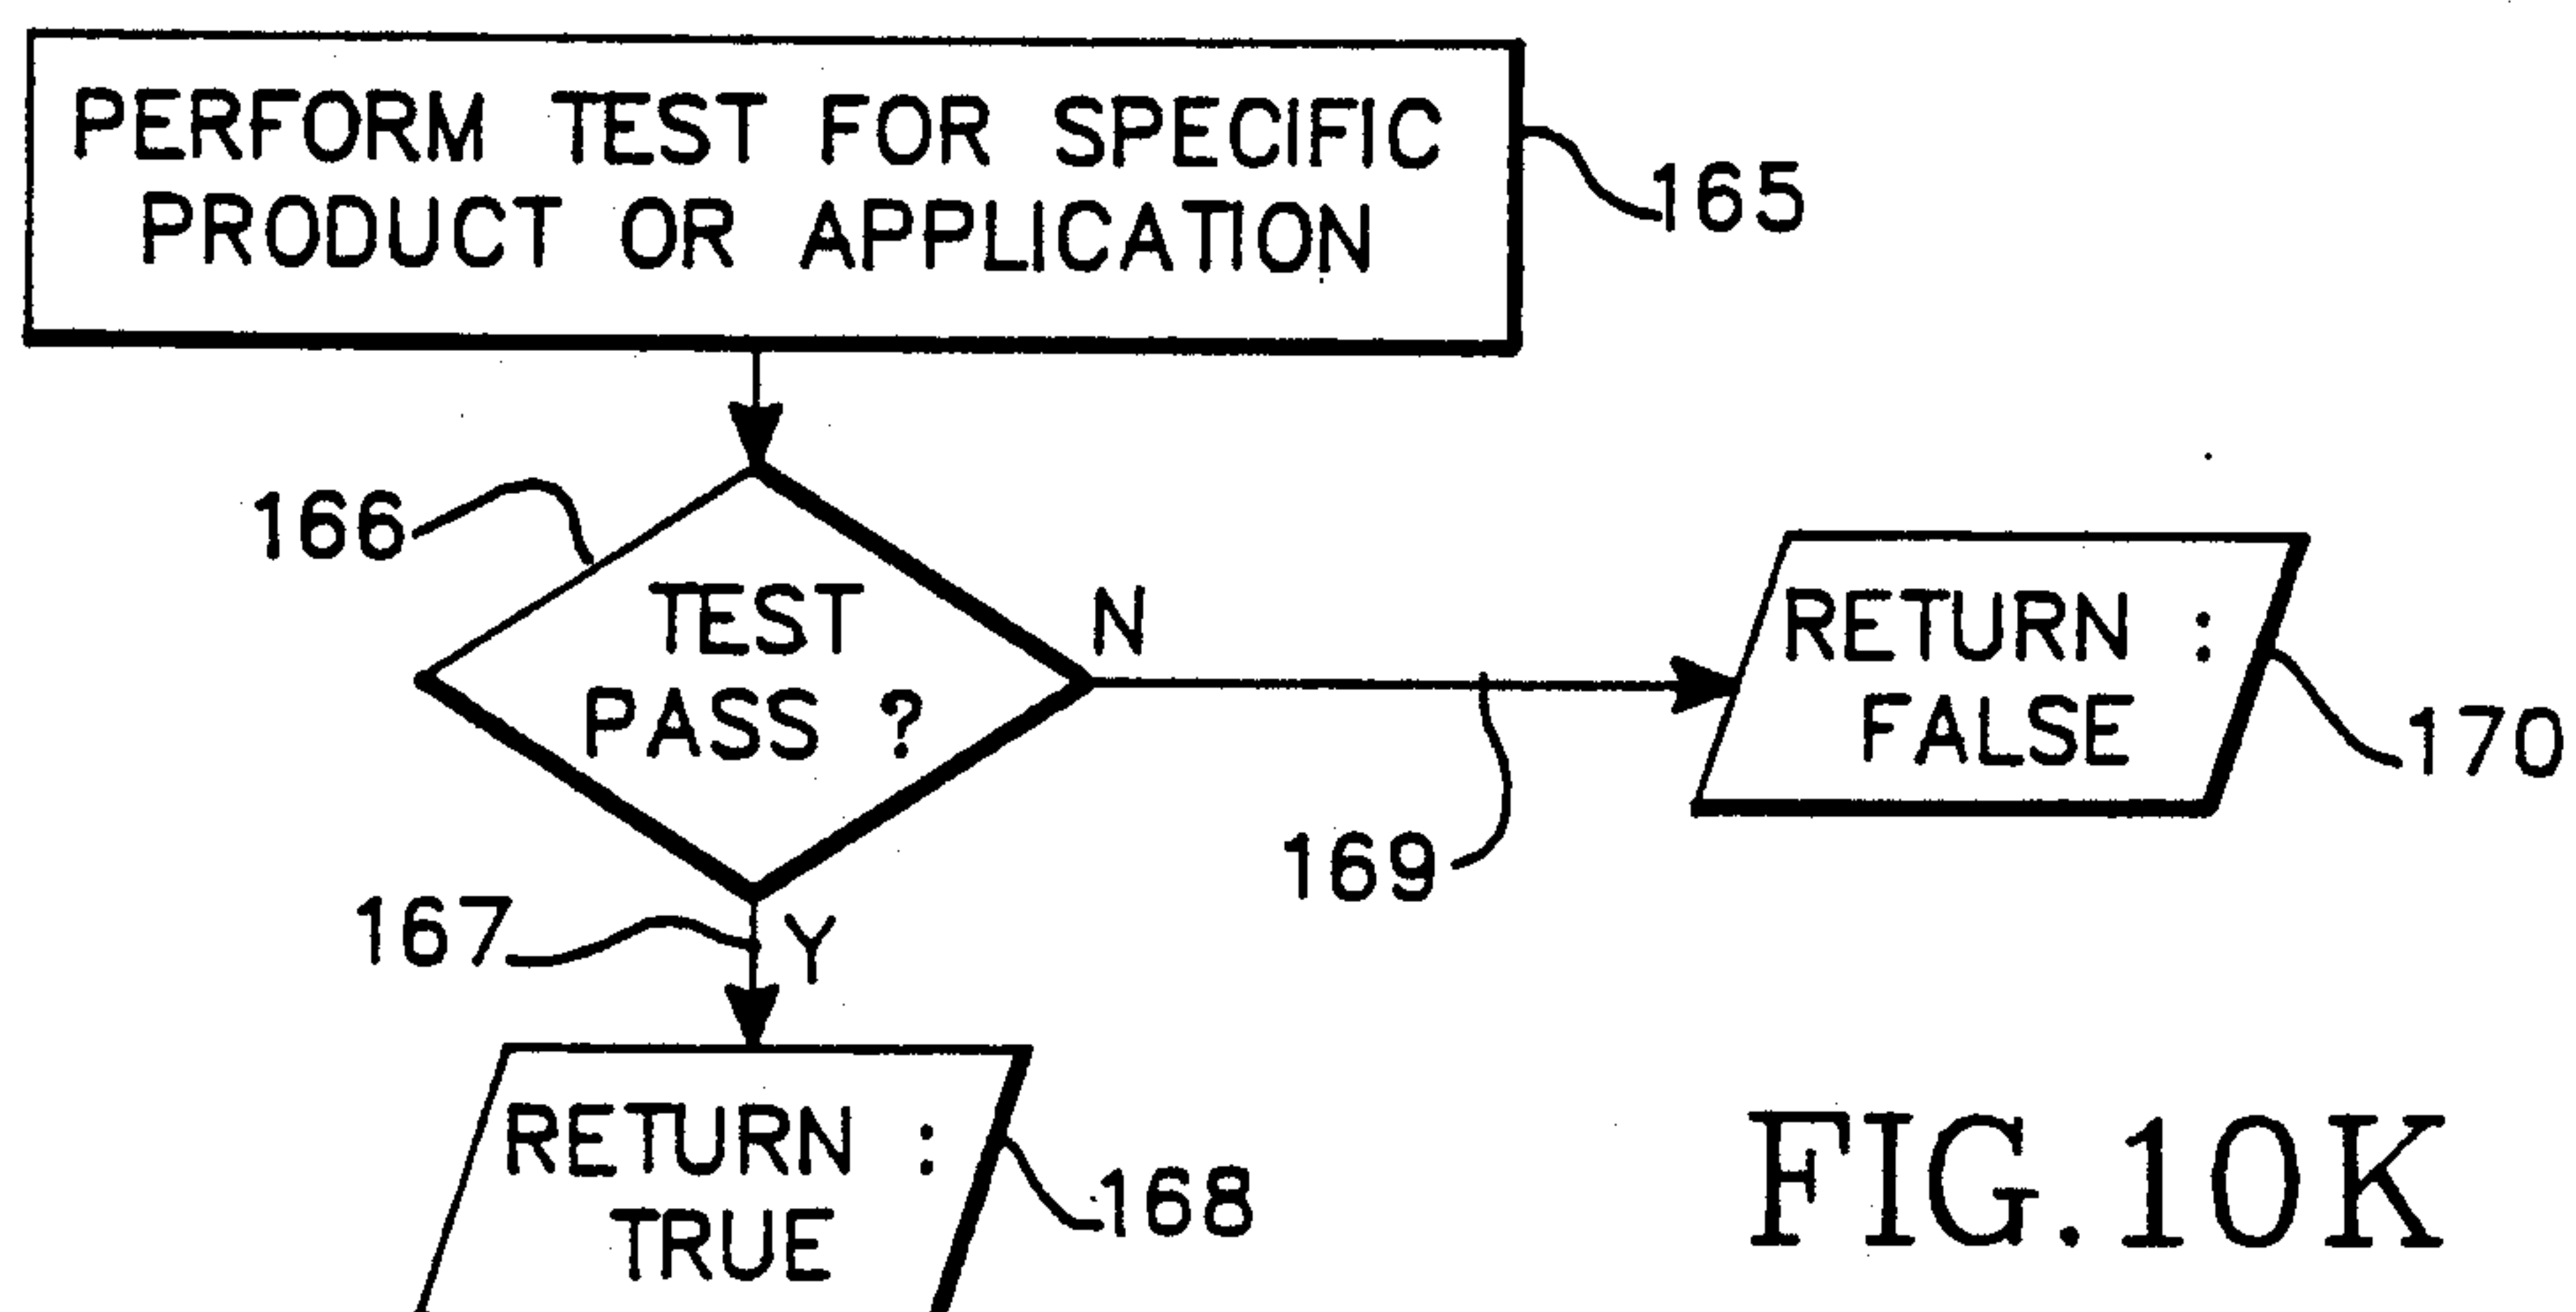 PERFORM TEST FOR SPECIFIC
PRODUCT OR APPLICATION
165
166
TEST
PASS ?
N
RETURN :
FALSE
170
169
167
Y
RETURN :
TRUE
168
FIG.10K